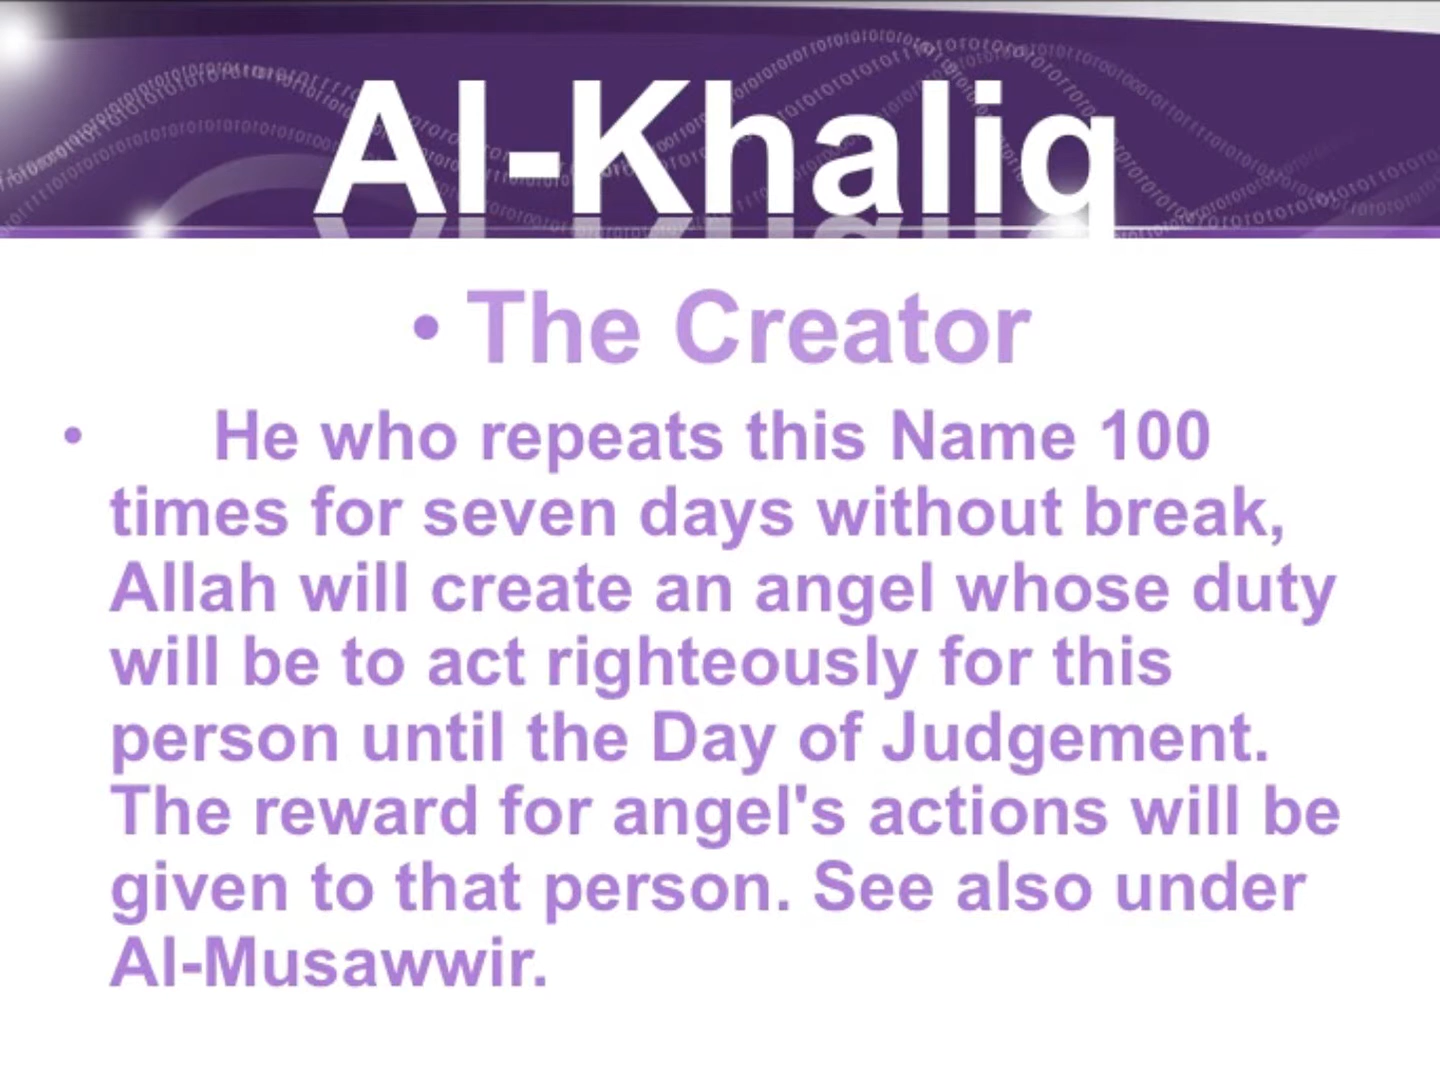 Al-Khaliq
• The Creator
• He who repeats this Name 100
times for seven days without break,
Allah will create an angel whose duty
will be to act righteously for this
person until the Day of Judgement.
The reward for angel's actions will be
given to that person. See also under
Al-Musawwir.